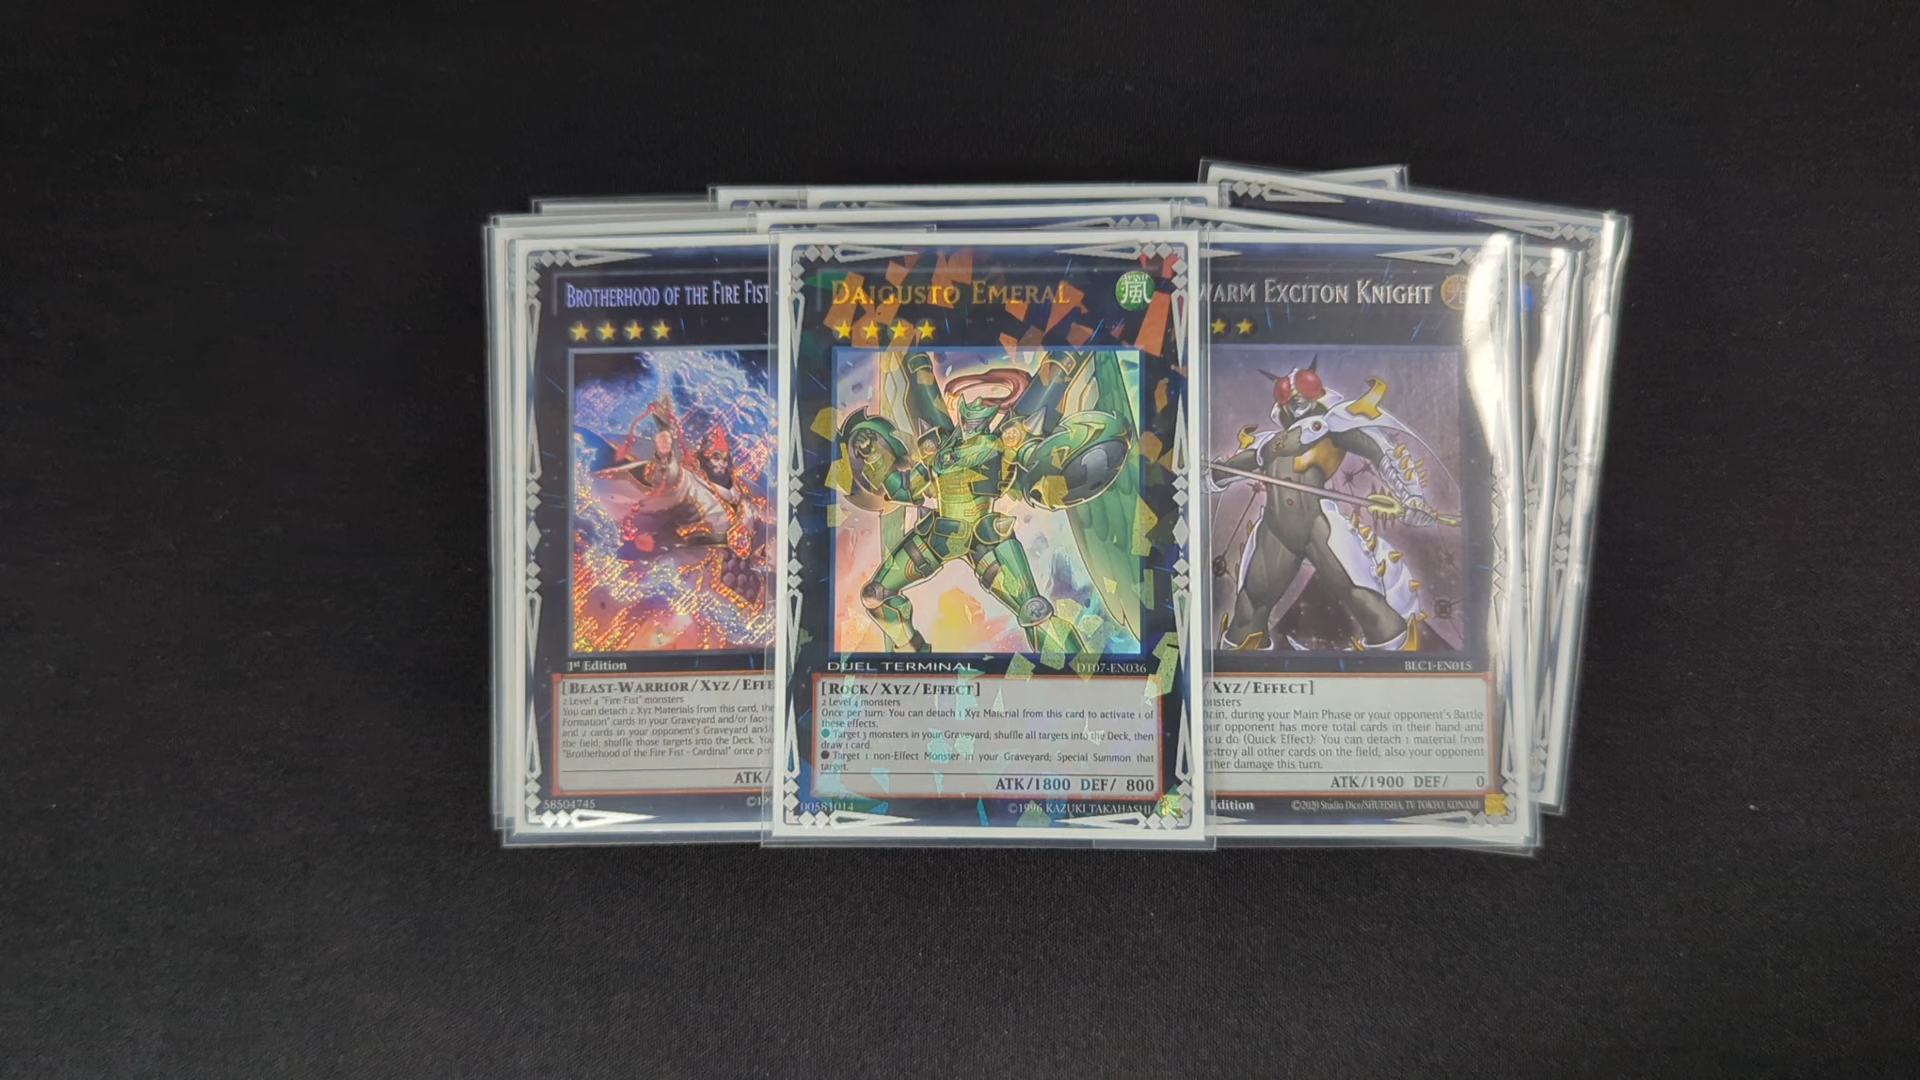 BROTHERHOOD OF THE FIRE FIST
1st Edition
[BEAST-WARRIOR/XYZ/EFFE
2 Level 4 "Fire Fist" monsters
You can detach 2 Xyz Materials from this card, the
Formation" cards in your Graveyard and/or face-
and 2 cards in your opponent's Graveyard and/
the field; shuffle those targets into the Deck. Yo
"Brotherhood of the Fire Fist - Cardinal" once pe
ATK/
58504745
©19
DAIGUSTO EMERAL
WIND
風
DUEL TERMINAL
DT07-EN036
[ROCK/XYZ/EFFECT]
2 Level 4 monsters
Once per turn: You can detach 1 Xyz Material from this card to activate 1 of
these effects.
● Target 3 monsters in your Graveyard; shuffle all targets into the Deck, then
draw 1 card.
● Target 1 non-Effect Monster in your Graveyard; Special Summon that
target.
ATK/1800 DEF/ 800
00581014
©1996 KAZUKI TAKAHASHI
WARM EXCITON KNIGHT
BLC1-EN015
/XYZ/EFFECT]
onsters
, during your Main Phase or your opponent's Battle
opponent has more total cards in their hand and
you do (Quick Effect): You can detach 1 material from
stroy all other cards on the field, also your opponent
ther damage this turn.
ATK/1900 DEF/ 0
Edition
©2020 Studio Dice/SHUEISHA, TV TOKYO, KONAMI